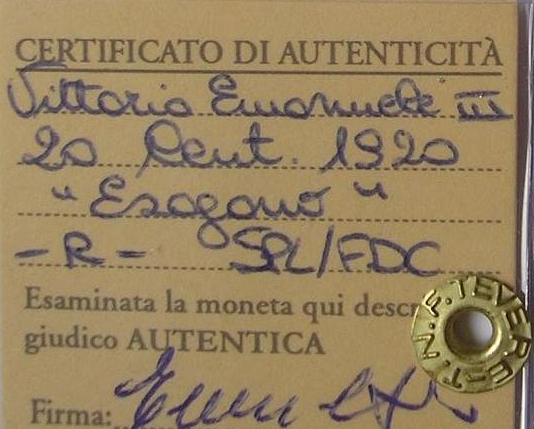 CERTIFICATO DI AUTENTICITÀ
Vittorio Emanuele III
20 Cent. 1920
"Esagono"
- R - SPL/FDC
Esaminata la moneta qui descr
giudico AUTENTICA
N.F. TEVERE - T
Firma: